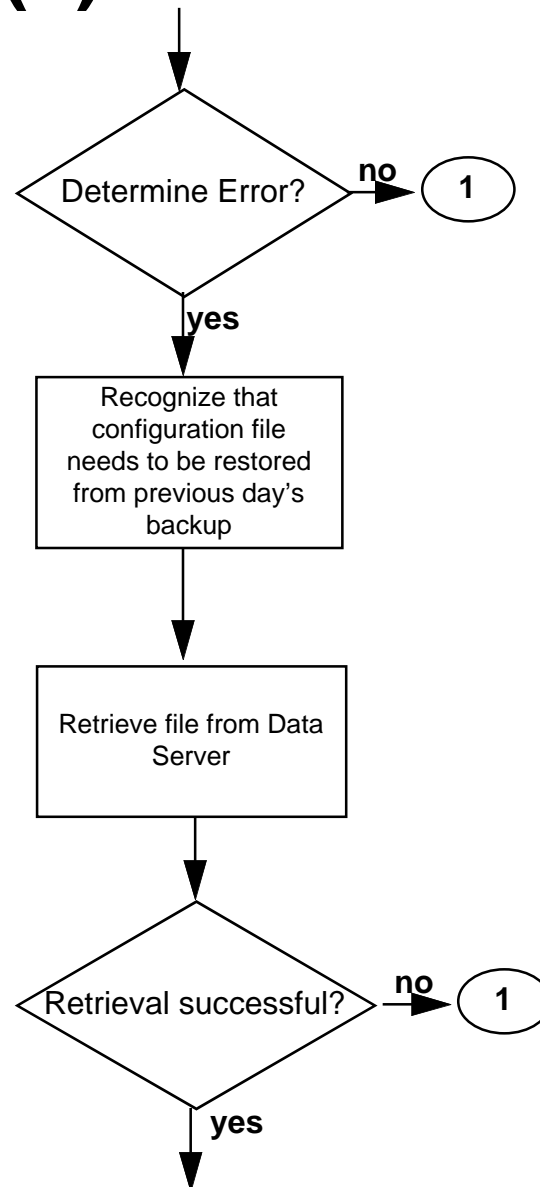 Determine Error?
no
1
yes
Recognize that
configuration file
needs to be restored
from previous day’s
backup
Retrieve file from Data
Server
Retrieval successful?
no
1
yes